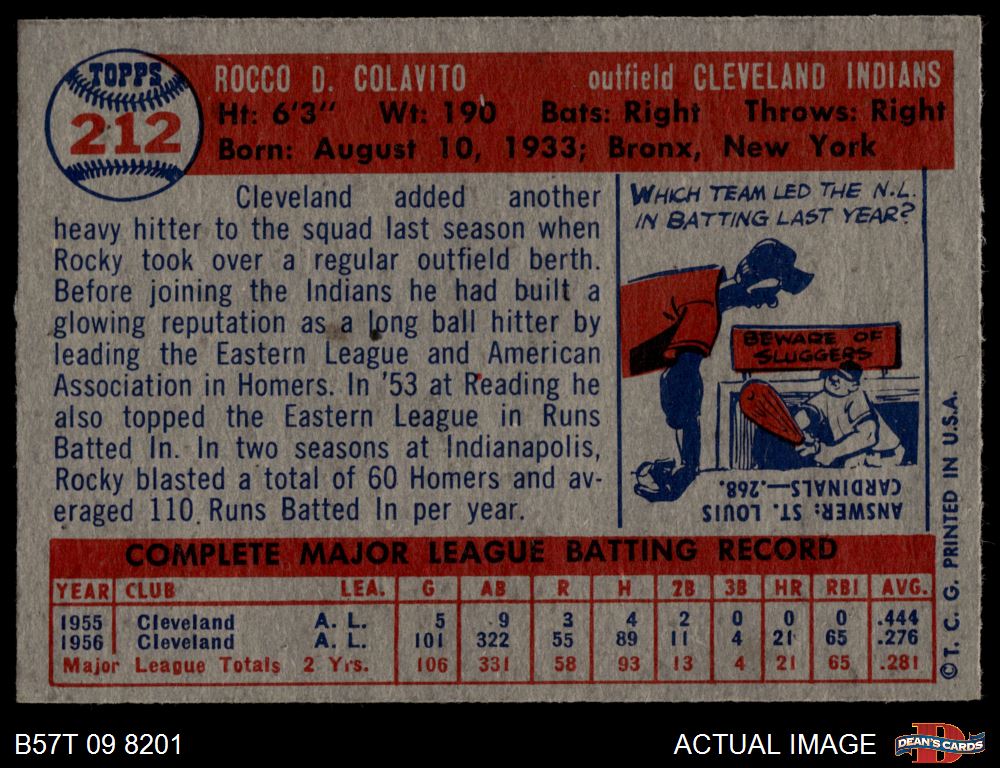 TOPPS
212
ROCCO D. COLAVITO outfield CLEVELAND INDIANS
Ht: 6'3" Wt: 190 Bats: Right Throws: Right
Born: August 10, 1933; Bronx, New York
Cleveland added another
heavy hitter to the squad last season when
Rocky took over a regular outfield berth.
Before joining the Indians he had built a
glowing reputation as a long ball hitter by
leading the Eastern League and American
Association in Homers. In '53 at Reading he
also topped the Eastern League in Runs
Batted In. In two seasons at Indianapolis,
Rocky blasted a total of 60 Homers and av-
eraged 110 Runs Batted In per year.
WHICH TEAM LED THE N.L.
IN BATTING LAST YEAR?
BEWARE OF
SLUGGERS
ANSWER: ST. LOUIS
CARDINALS—.268.
COMPLETE MAJOR LEAGUE BATTING RECORD
YEAR CLUB LEA. G AB R H 2B 3B HR RBI AVG.
1955 Cleveland A. L. 5 9 3 4 2 0 0 0 .444
1956 Cleveland A. L. 101 322 55 89 11 4 21 65 .276
Major League Totals 2 Yrs. 106 331 58 93 13 4 21 65 .281
© T. C. G. PRINTED IN U.S.A.
B57T 09 8201
ACTUAL IMAGE
D
DEAN'S CARDS